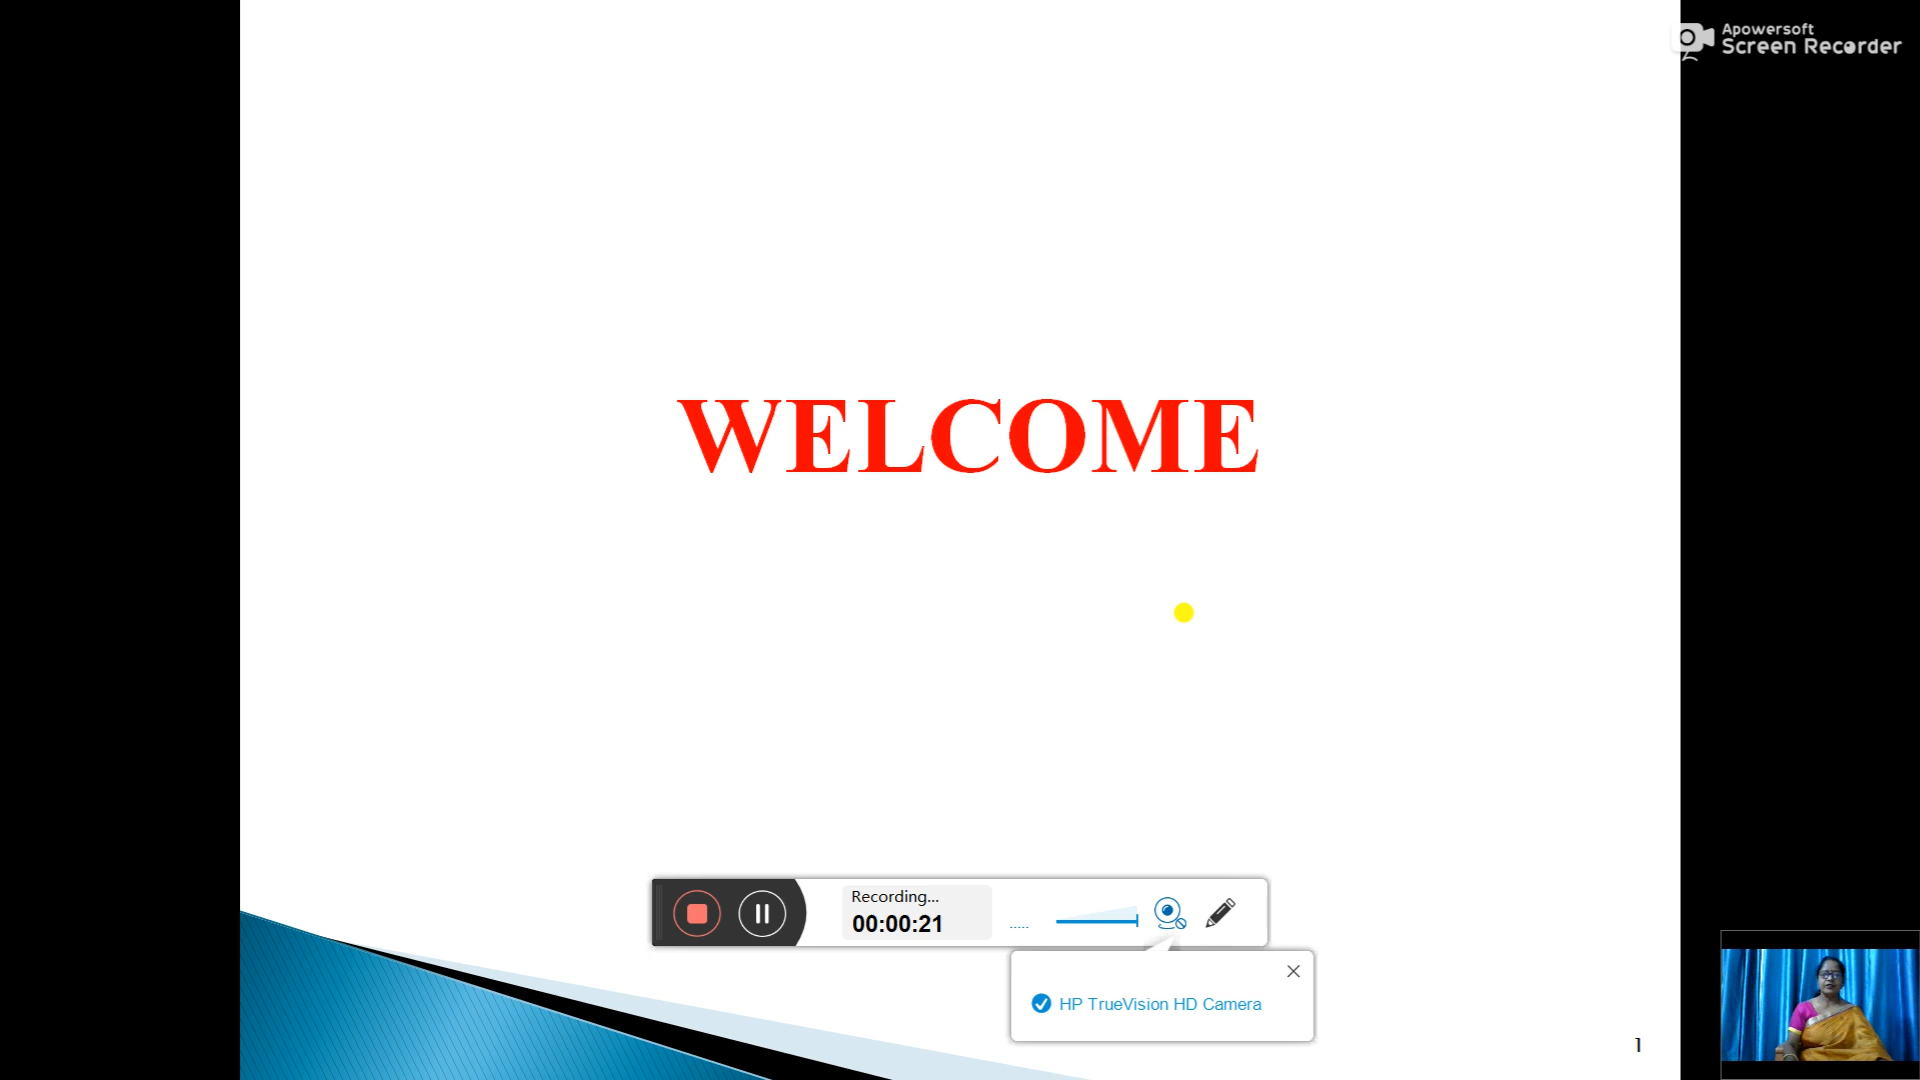 Apowersoft
Screen Recorder
WELCOME
Recording...
00:00:21
HP TrueVision HD Camera
1